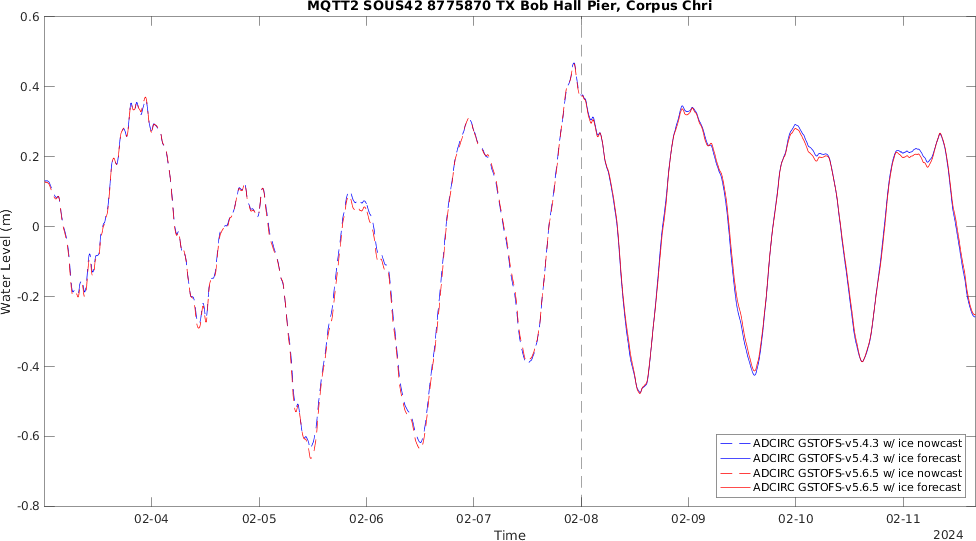 MQTT2 SOUS42 8775870 TX Bob Hall Pier, Corpus Chri
0.6
0.4
0.2
0
-0.2
-0.4
-0.6
-0.8
Water Level (m)
ADCIRC GSTOFS-v5.4.3 w/ ice nowcast
ADCIRC GSTOFS-v5.4.3 w/ ice forecast
ADCIRC GSTOFS-v5.6.5 w/ ice nowcast
ADCIRC GSTOFS-v5.6.5 w/ ice forecast
02-04 02-05 02-06 02-07 02-08 02-09 02-10 02-11
Time
2024